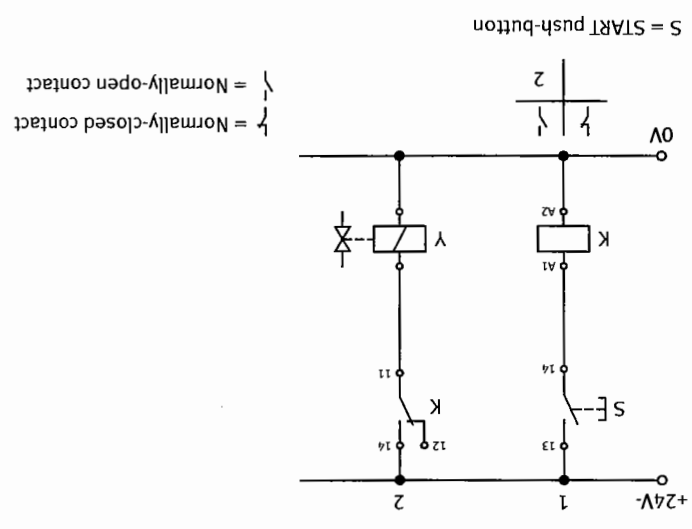 +24V- 1 2
13 12 14
S K
14 11
A1
K Y
A2
0V
= Normally-closed contact
= Normally-open contact
2
S = START push-button